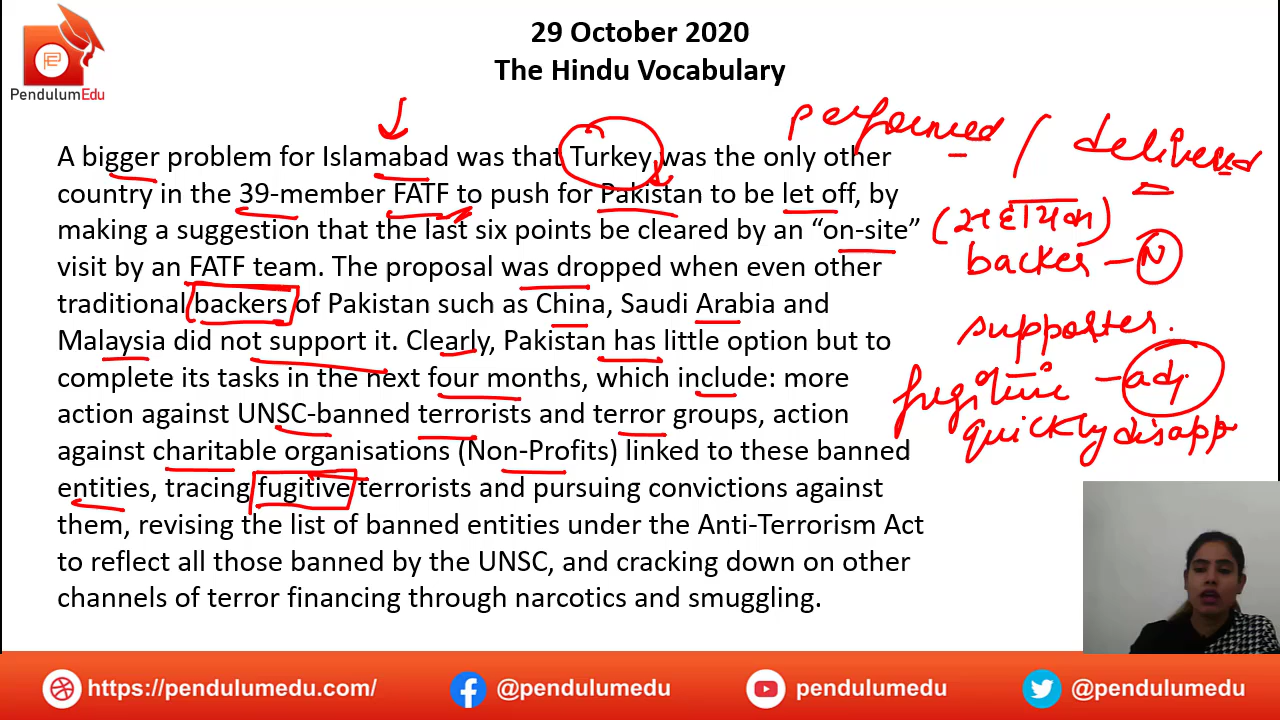 29 October 2020
The Hindu Vocabulary
PendulumEdu
performed / delivered
A bigger problem for Islamabad was that Turkey was the only other
country in the 39-member FATF to push for Pakistan to be let off, by
making a suggestion that the last six points be cleared by an “on-site”
visit by an FATF team. The proposal was dropped when even other
traditional backers of Pakistan such as China, Saudi Arabia and
Malaysia did not support it. Clearly, Pakistan has little option but to
complete its tasks in the next four months, which include: more
action against UNSC-banned terrorists and terror groups, action
against charitable organisations (Non-Profits) linked to these banned
entities, tracing fugitive terrorists and pursuing convictions against
them, revising the list of banned entities under the Anti-Terrorism Act
to reflect all those banned by the UNSC, and cracking down on other
channels of terror financing through narcotics and smuggling.
backer - N
supporter.
fugitive - adj.
quickly disapp
https://pendulumedu.com/
@pendulumedu
pendulumedu
@pendulumedu